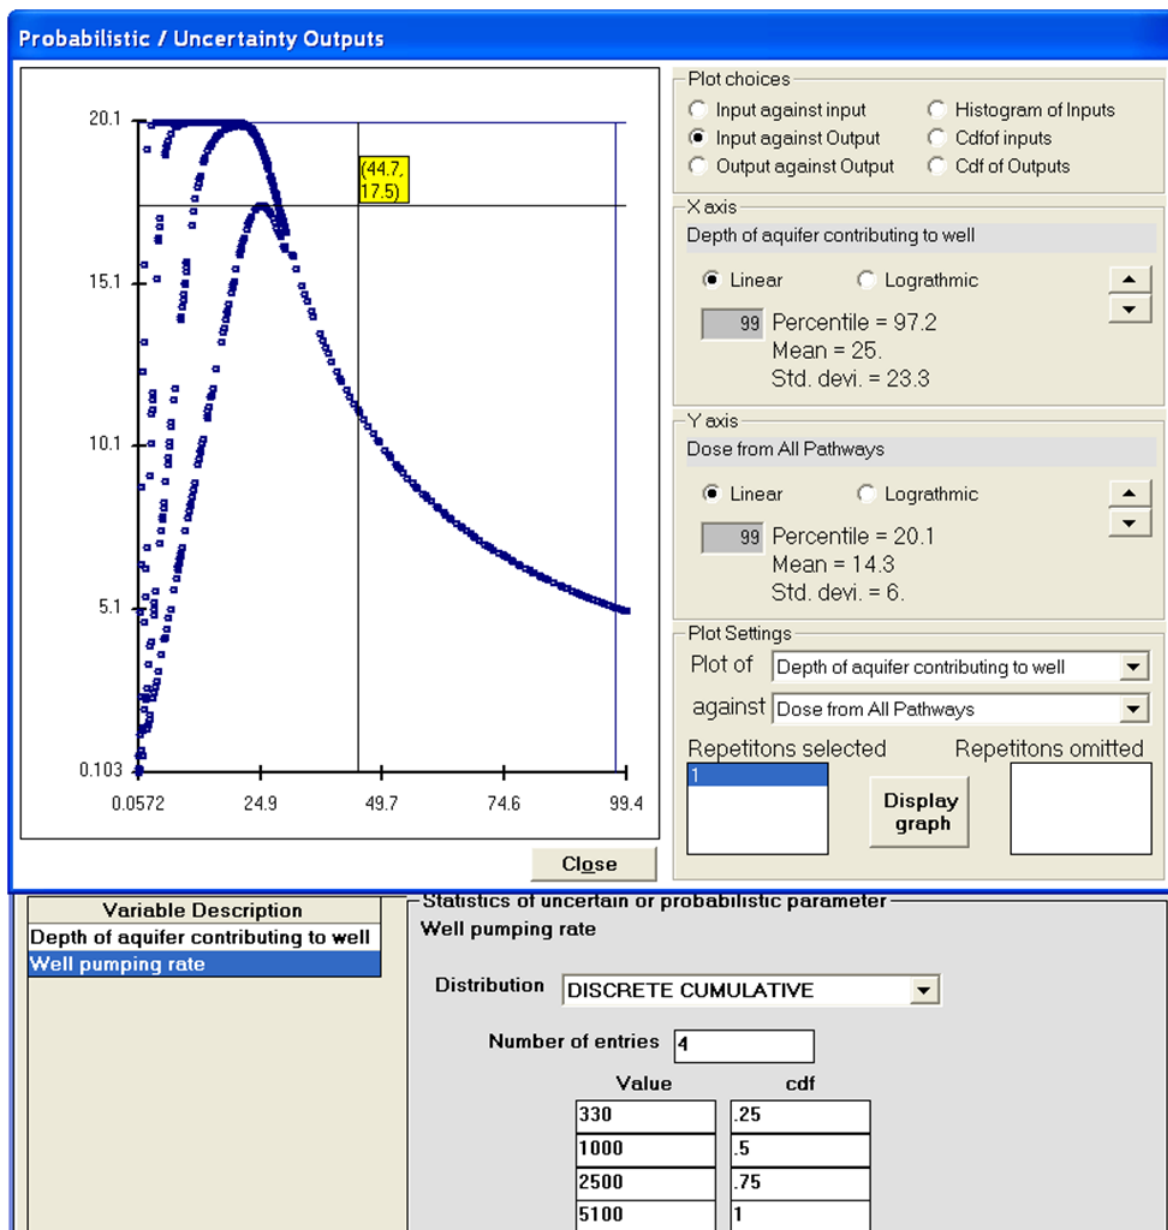 Probabilistic / Uncertainty Outputs
20.1
15.1
10.1
5.1
0.103
0.0572 24.9 49.7 74.6 99.4
(44.7,
17.5)
Close
Plot choices
Input against input Histogram of Inputs
Input against Output Cdfof inputs
Output against Output Cdf of Outputs
X axis
Depth of aquifer contributing to well
Linear Lograthmic
99 Percentile = 97.2
Mean = 25.
Std. devi. = 23.3
Y axis
Dose from All Pathways
Linear Lograthmic
99 Percentile = 20.1
Mean = 14.3
Std. devi. = 6.
Plot Settings
Plot of Depth of aquifer contributing to well
against Dose from All Pathways
Repetitons selected Repetitons omitted
1
Display
graph
Variable Description
Depth of aquifer contributing to well
Well pumping rate
Statistics of uncertain or probabilistic parameter
Well pumping rate
Distribution DISCRETE CUMULATIVE
Number of entries 4
Value cdf
330 .25
1000 .5
2500 .75
5100 1